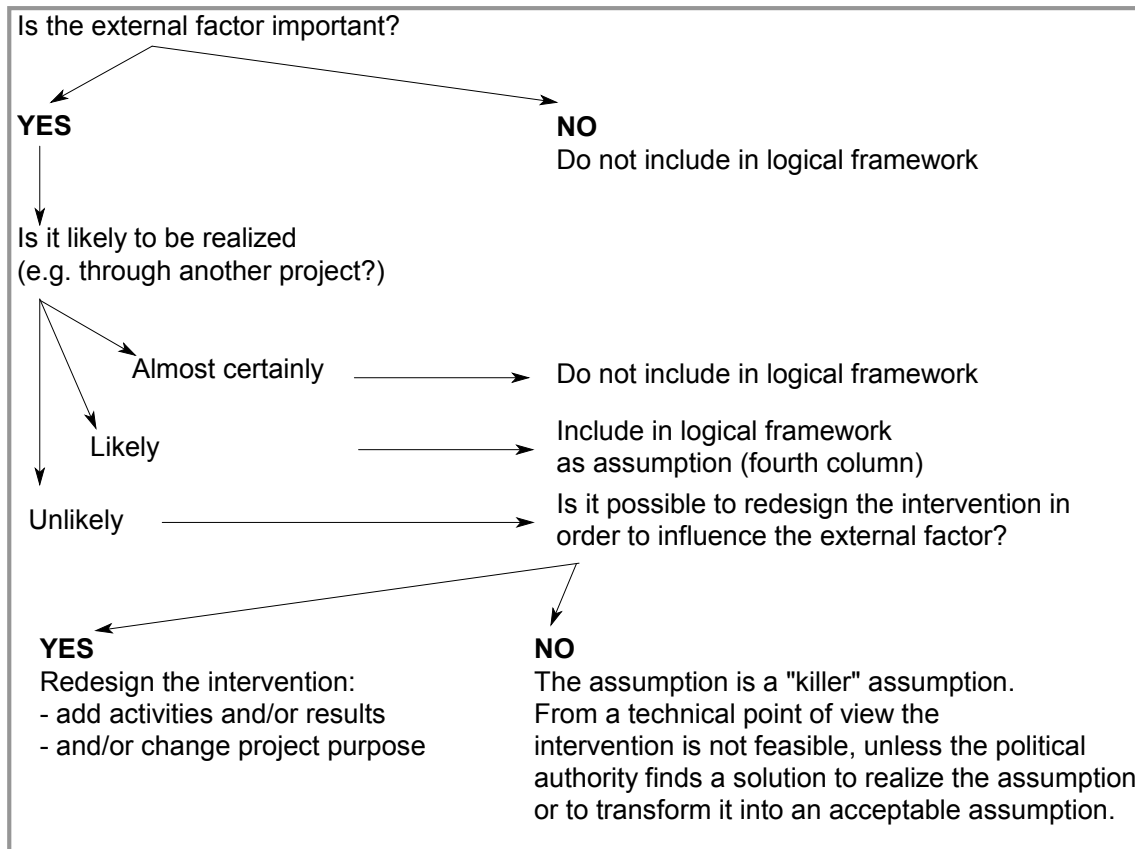 Is the external factor important?
YES
NO
Do not include in logical framework
Is it likely to be realized
(e.g. through another project?)
Almost certainly
Do not include in logical framework
Likely
Include in logical framework
as assumption (fourth column)
Unlikely
Is it possible to redesign the intervention in
order to influence the external factor?
YES
Redesign the intervention:
- add activities and/or results
- and/or change project purpose
NO
The assumption is a "killer" assumption.
From a technical point of view the
intervention is not feasible, unless the political
authority finds a solution to realize the assumption
or to transform it into an acceptable assumption.